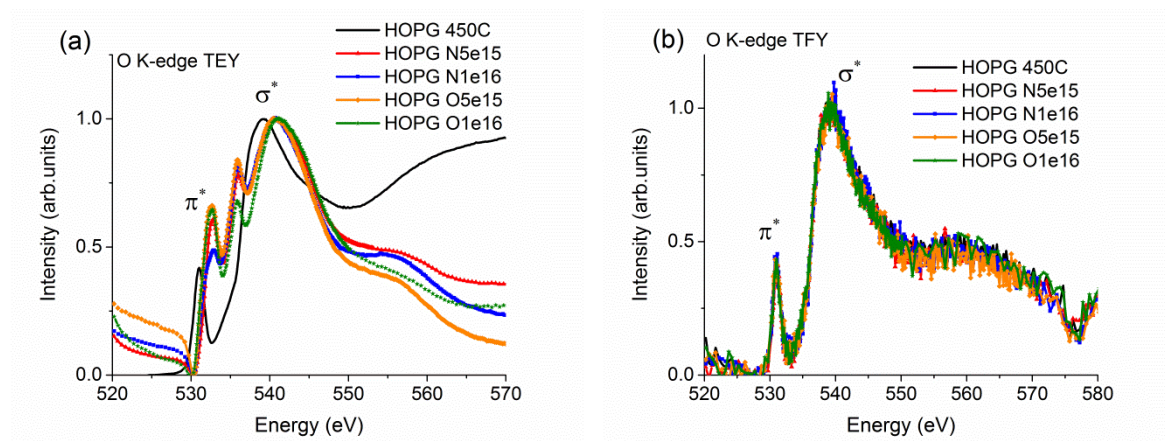 (a)
O K-edge TEY
HOPG 450C
HOPG N5e15
HOPG N1e16
HOPG O5e15
HOPG O1e16
σ*
π*
1.0
0.5
0.0
Intensity (arb.units)
520 530 540 550 560 570
Energy (eV)
(b)
O K-edge TFY
HOPG 450C
HOPG N5e15
HOPG N1e16
HOPG O5e15
HOPG O1e16
σ*
π*
1.0
0.5
0.0
Intensity (arb.units)
520 530 540 550 560 570 580
Energy (eV)